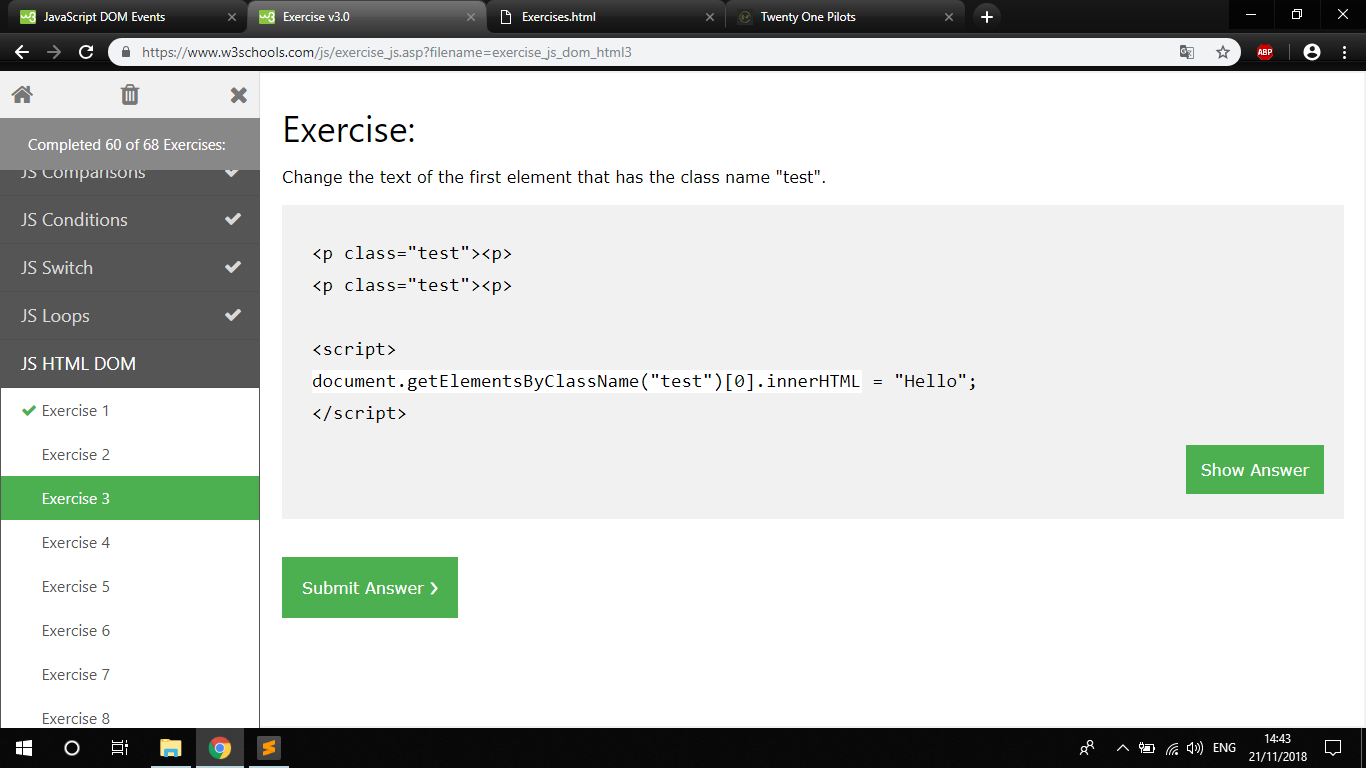 JavaScript DOM Events
Exercise v3.0
Exercises.html
Twenty One Pilots
https://www.w3schools.com/js/exercise_js.asp?filename=exercise_js_dom_html3
ABP
Completed 60 of 68 Exercises:
JS Comparisons
JS Conditions
JS Switch
JS Loops
JS HTML DOM
Exercise 1
Exercise 2
Exercise 3
Exercise 4
Exercise 5
Exercise 6
Exercise 7
Exercise 8
Exercise:
Change the text of the first element that has the class name "test".
<p class="test"><p>
<p class="test"><p>
<script>
document.getElementsByClassName("test")[0].innerHTML = "Hello";
</script>
Show Answer
Submit Answer ❯
ENG
14:43
21/11/2018